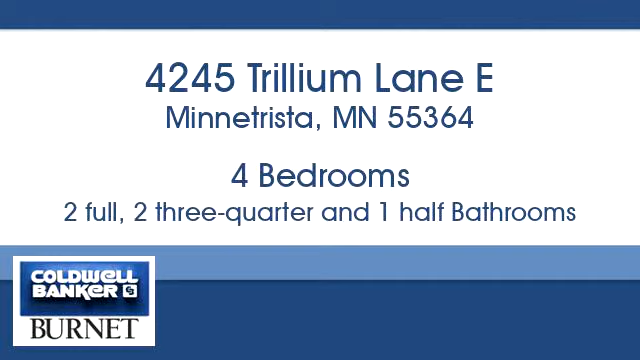 4245 Trillium Lane E
Minnetrista, MN 55364
4 Bedrooms
2 full, 2 three-quarter and 1 half Bathrooms
COLDWELL
BANKER CB
BURNET